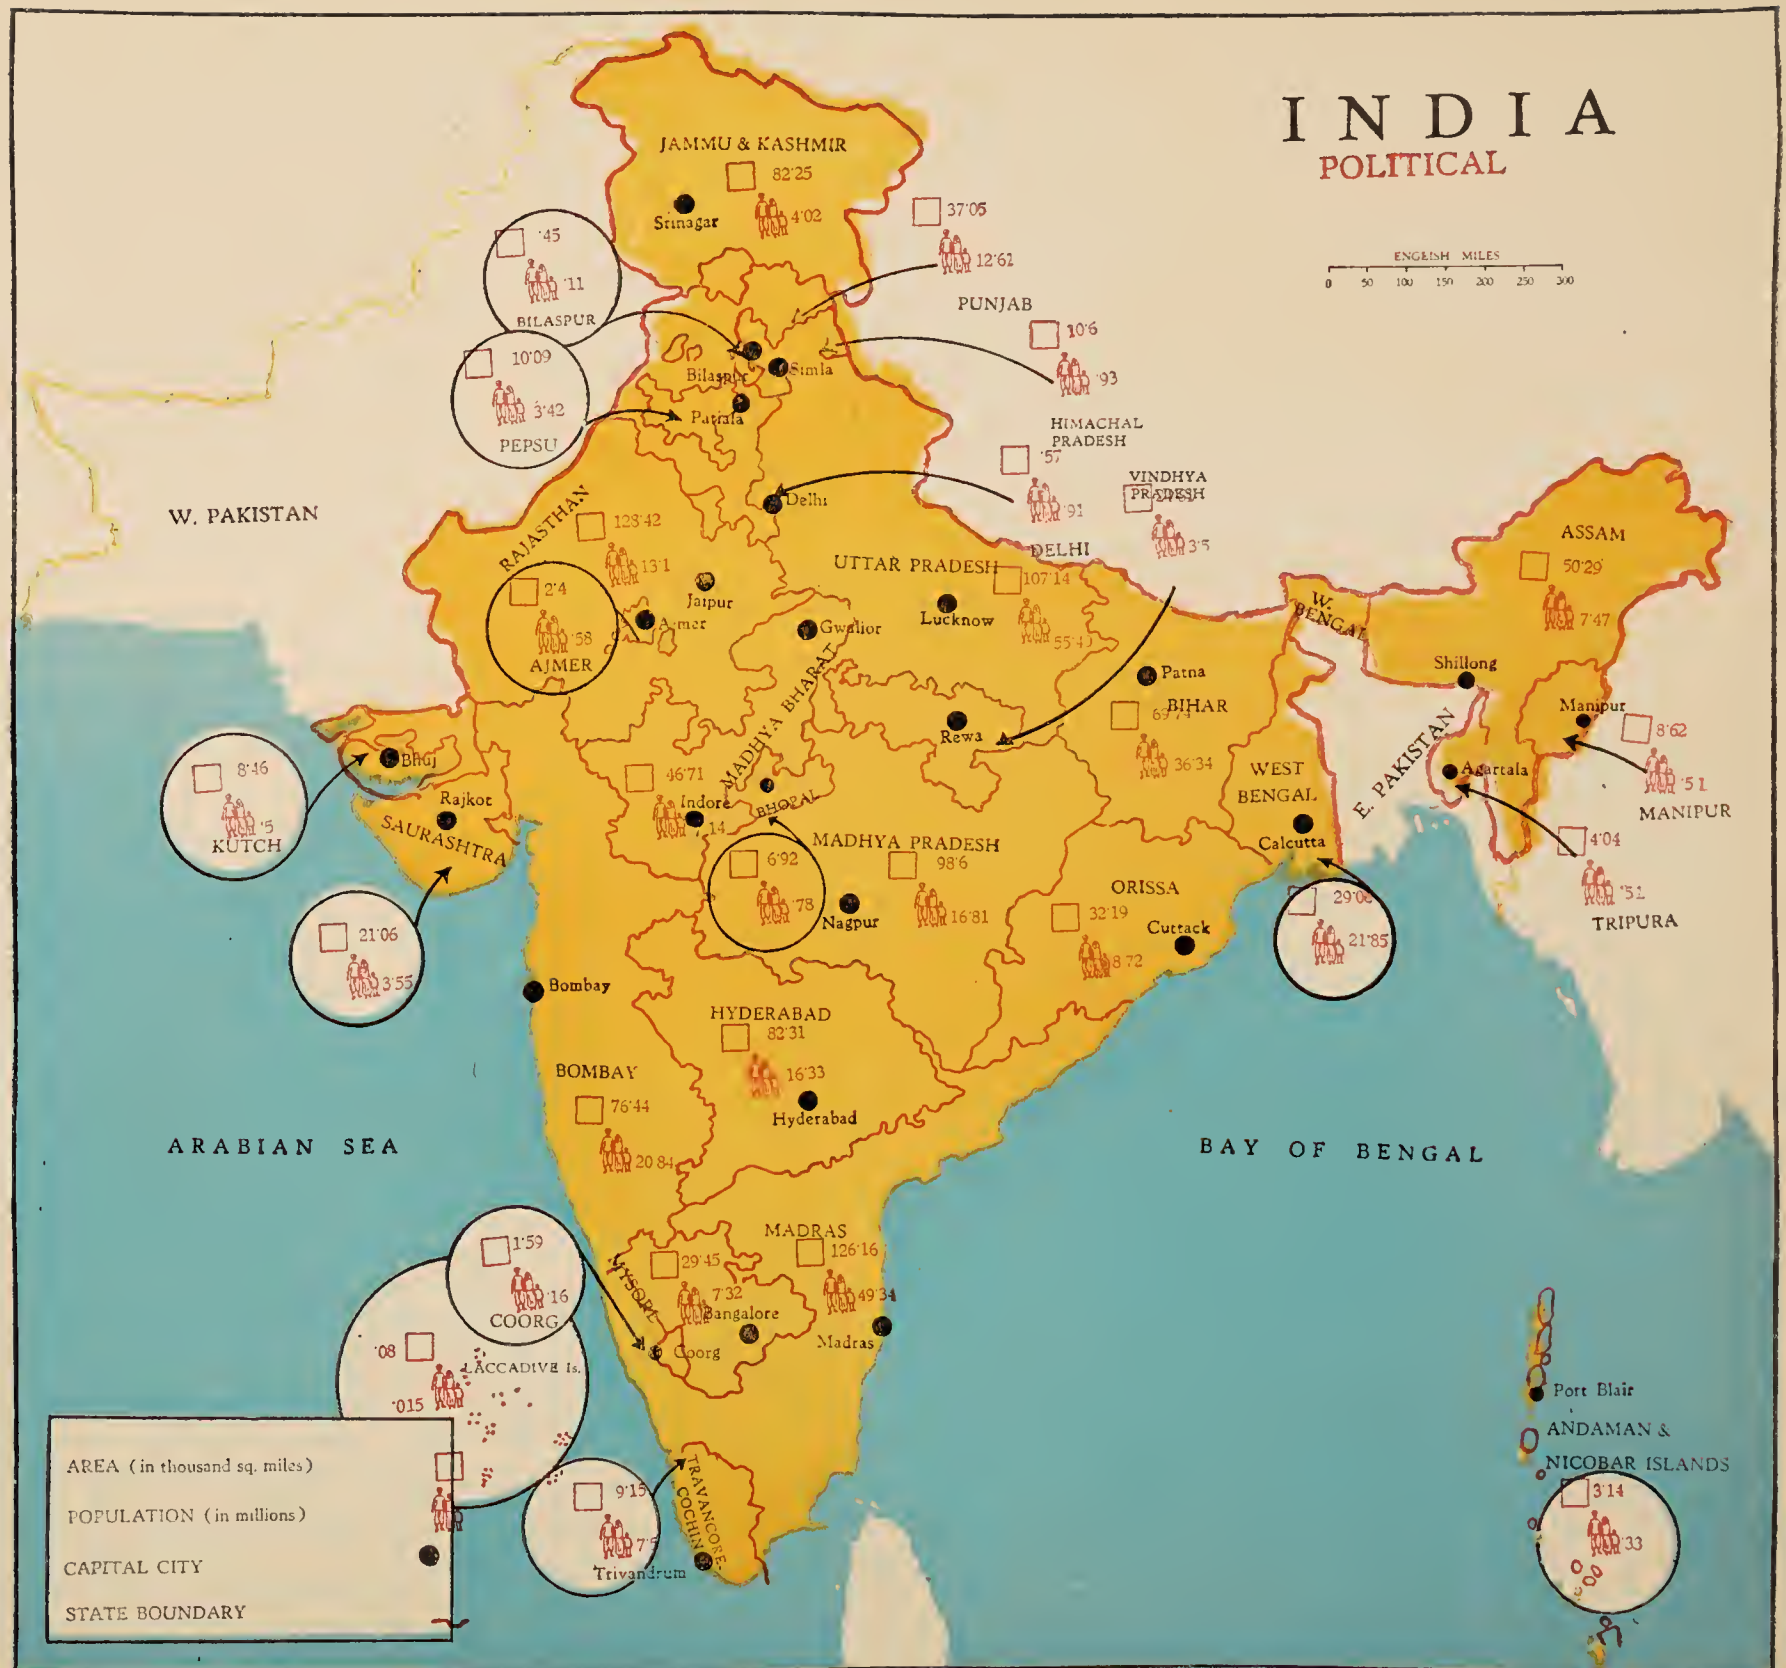 INDIA
POLITICAL
ENGLISH MILES
0 50 100 150 200 250 300
JAMMU & KASHMIR
82·25
4·02
Srinagar
37·05
12·61
PUNJAB
·45
·11
BILASPUR
10·09
3·42
PEPSU
10·6
·93
HIMACHAL
PRADESH
Bilaspur
Simla
Patiala
·57
·91
DELHI
Delhi
VINDHYA
PRADESH
3·5
W. PAKISTAN
RAJASTHAN
128·42
13·1
Jaipur
2·4
·58
AJMER
Ajmer
UTTAR PRADESH
107·14
Lucknow
Gwalior
ASSAM
50·29
7·47
Shillong
W.
BENGAL
Patna
BIHAR
36·34
Rewa
MADHYA BHARAT
46·71
Indore
BHOPAL
6·92
·78
Manipur
8·62
·51
MANIPUR
Agartala
4·04
·51
TRIPURA
E. PAKISTAN
8·46
·5
KUTCH
Bhuj
Rajkot
SAURASHTRA
21·06
3·55
MADHYA PRADESH
98·6
16·81
Nagpur
WEST
BENGAL
Calcutta
21·85
ORISSA
32·19
8·72
Cuttack
Bombay
BOMBAY
76·44
20·84
HYDERABAD
82·31
16·33
Hyderabad
ARABIAN SEA
BAY OF BENGAL
MADRAS
126·16
49·34
Madras
MYSORE
29·45
7·32
Bangalore
1·59
·16
COORG
Coorg
·08
LACCADIVE Is.
·015
9·15
TRAVANCORE-
COCHIN
Trivandrum
Port Blair
ANDAMAN &
NICOBAR ISLANDS
3·14
·33
AREA (in thousand sq. miles)
POPULATION (in millions)
CAPITAL CITY
STATE BOUNDARY